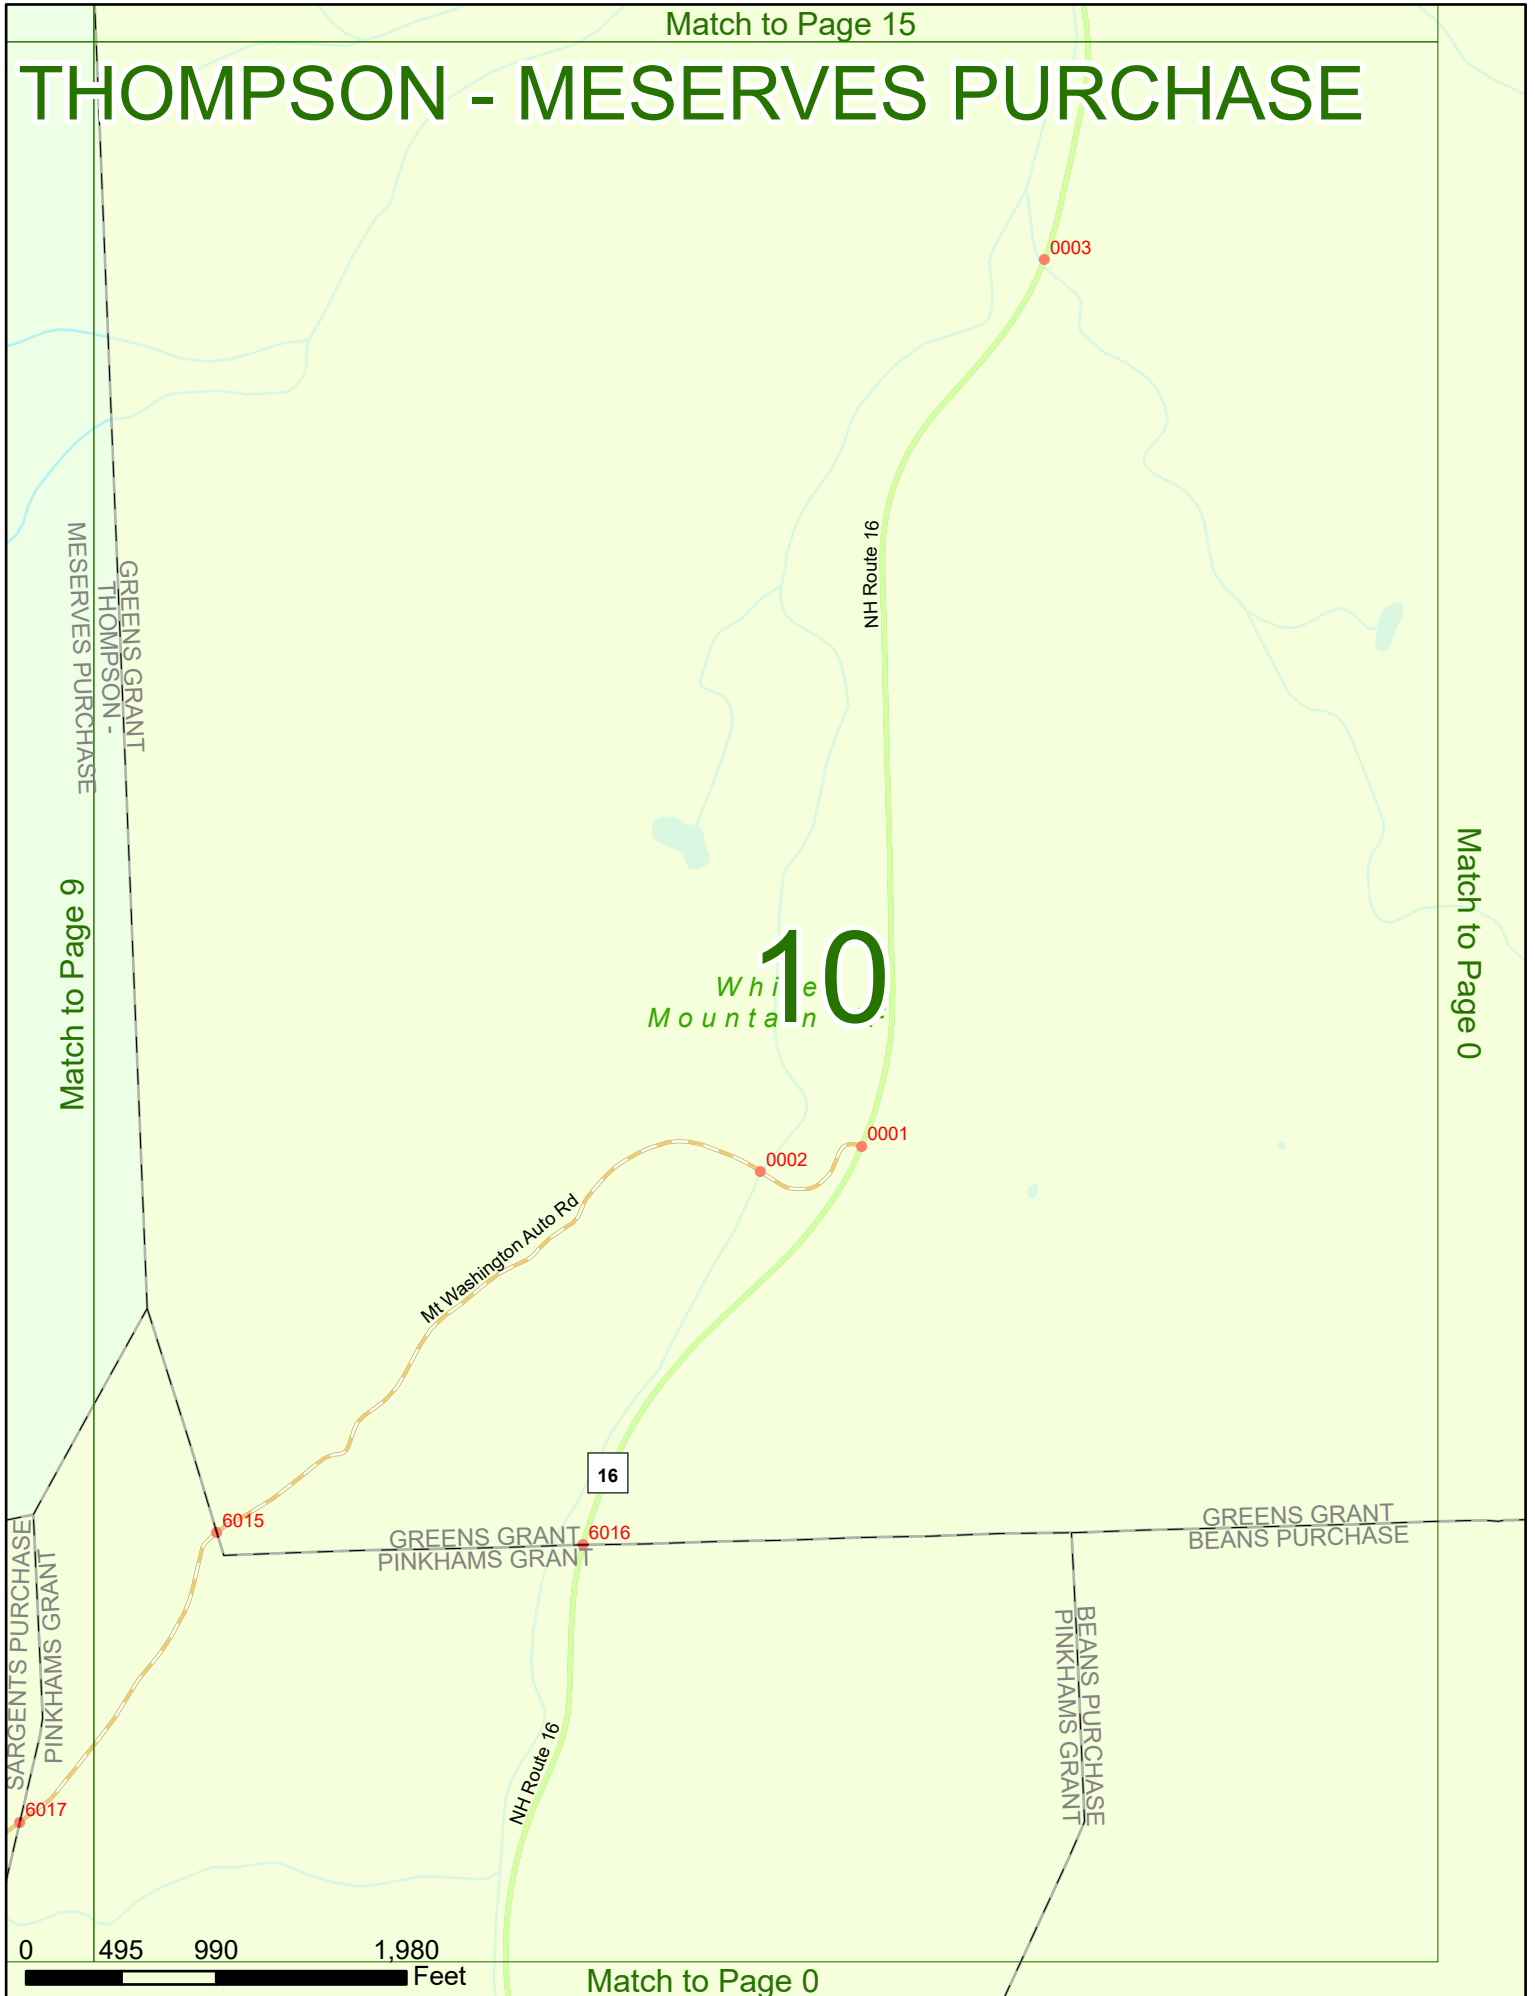 Match to Page 15
THOMPSON - MESERVES PURCHASE
0003
NH Route 16
GREENS GRANT
THOMPSON -
MESERVES PURCHASE
Match to Page 9
Match to Page 0
10
White
Mountain
0001
0002
Mt Washington Auto Rd
16
6015
6016
GREENS GRANT
PINKHAMS GRANT
GREENS GRANT
BEANS PURCHASE
SARGENTS PURCHASE
PINKHAMS GRANT
BEANS PURCHASE
PINKHAMS GRANT
NH Route 16
6017
0 495 990 1,980
Feet
Match to Page 0